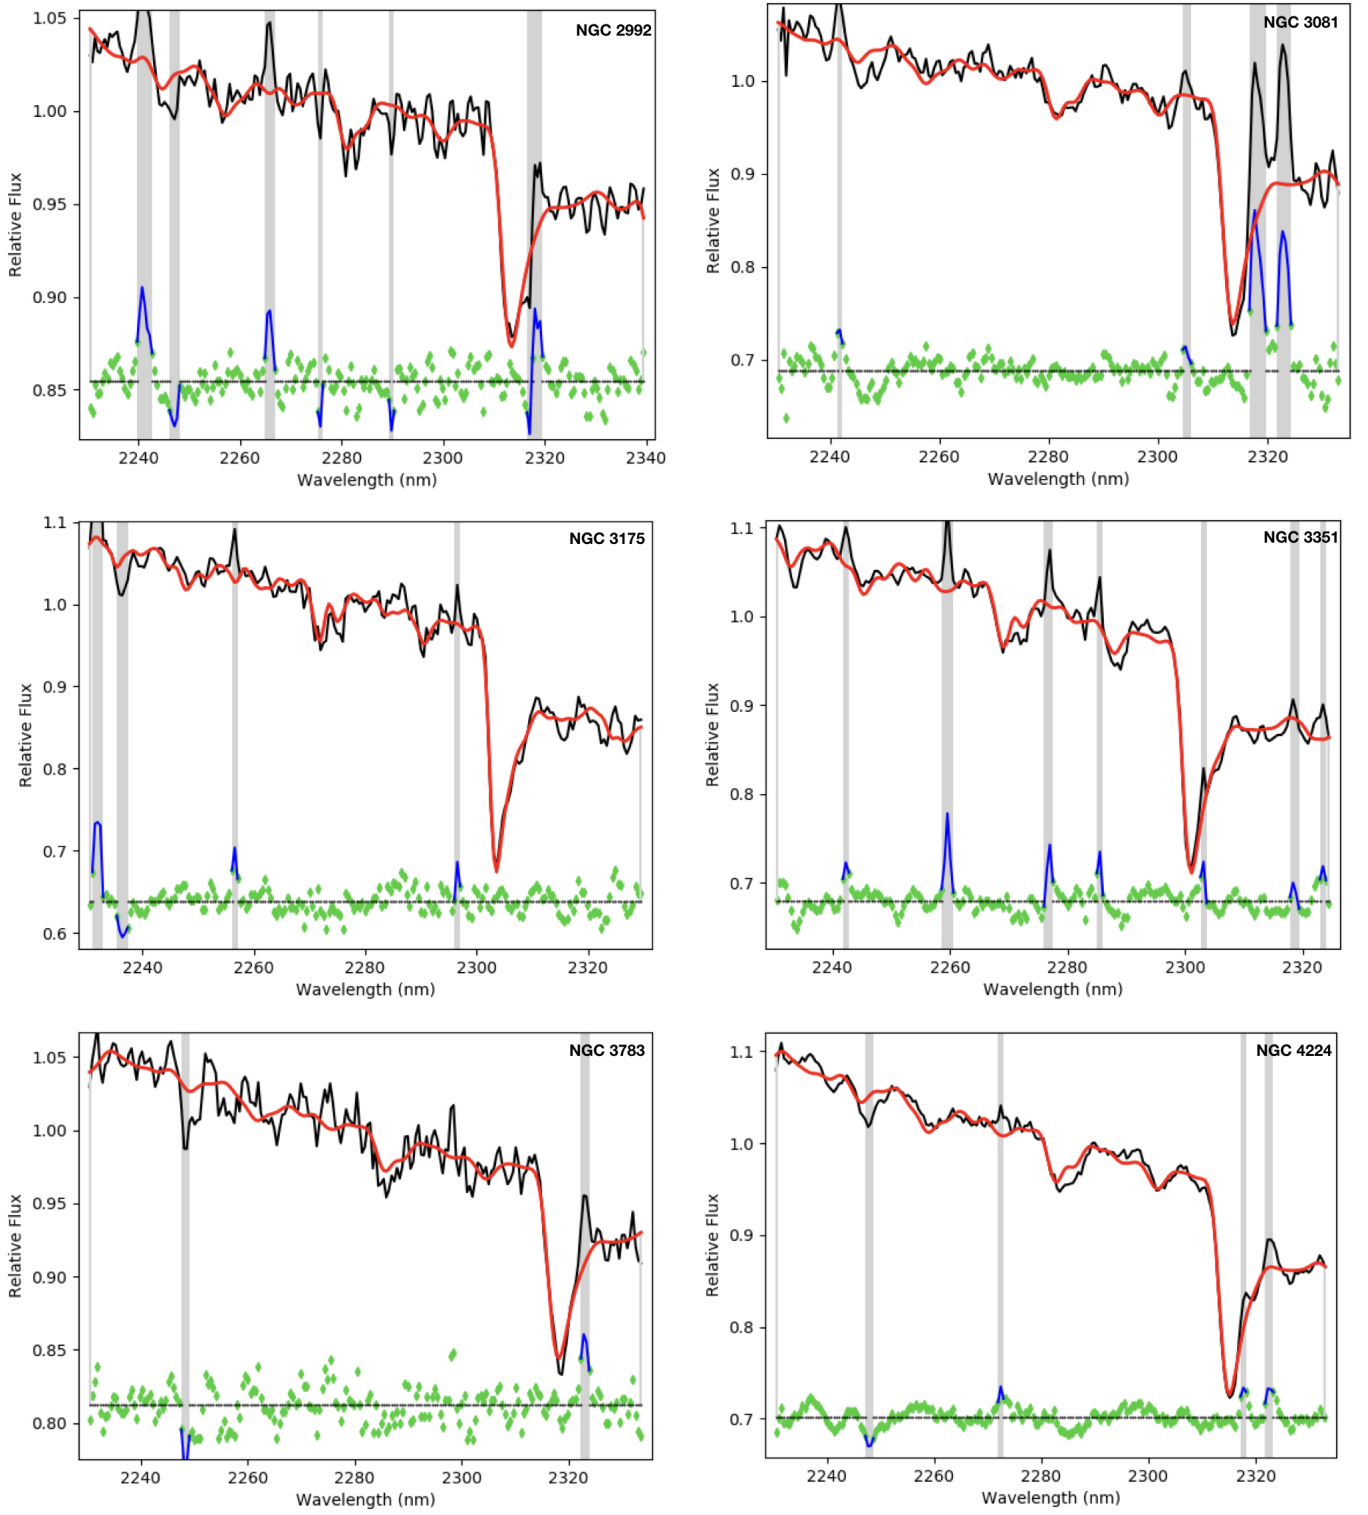 NGC 2992
1.05
1.00
0.95
0.90
0.85
Relative Flux
2240 2260 2280 2300 2320 2340
Wavelength (nm)
NGC 3081
1.0
0.9
0.8
0.7
Relative Flux
2240 2260 2280 2300 2320
Wavelength (nm)
NGC 3175
1.1
1.0
0.9
0.8
0.7
0.6
Relative Flux
2240 2260 2280 2300 2320
Wavelength (nm)
NGC 3351
1.1
1.0
0.9
0.8
0.7
Relative Flux
2240 2260 2280 2300 2320
Wavelength (nm)
NGC 3783
1.05
1.00
0.95
0.90
0.85
0.80
Relative Flux
2240 2260 2280 2300 2320
Wavelength (nm)
NGC 4224
1.1
1.0
0.9
0.8
0.7
Relative Flux
2240 2260 2280 2300 2320
Wavelength (nm)